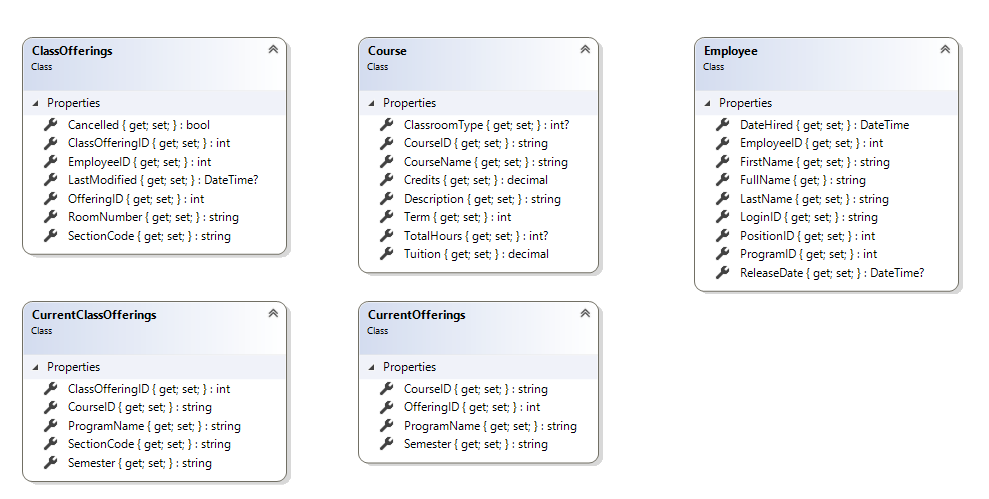 ClassOfferings
Class
Properties
Cancelled { get; set; } : bool
ClassOfferingID { get; set; } : int
EmployeeID { get; set; } : int
LastModified { get; set; } : DateTime?
OfferingID { get; set; } : int
RoomNumber { get; set; } : string
SectionCode { get; set; } : string
Course
Class
Properties
ClassroomType { get; set; } : int?
CourseID { get; set; } : string
CourseName { get; set; } : string
Credits { get; set; } : decimal
Description { get; set; } : string
Term { get; set; } : int
TotalHours { get; set; } : int?
Tuition { get; set; } : decimal
Employee
Class
Properties
DateHired { get; set; } : DateTime
EmployeeID { get; set; } : int
FirstName { get; set; } : string
FullName { get; set; } : string
LastName { get; set; } : string
LoginID { get; set; } : string
PositionID { get; set; } : int
ProgramID { get; set; } : int
ReleaseDate { get; set; } : DateTime?
CurrentClassOfferings
Class
Properties
ClassOfferingID { get; set; } : int
CourseID { get; set; } : string
ProgramName { get; set; } : string
SectionCode { get; set; } : string
Semester { get; set; } : string
CurrentOfferings
Class
Properties
CourseID { get; set; } : string
OfferingID { get; set; } : int
ProgramName { get; set; } : string
Semester { get; set; } : string